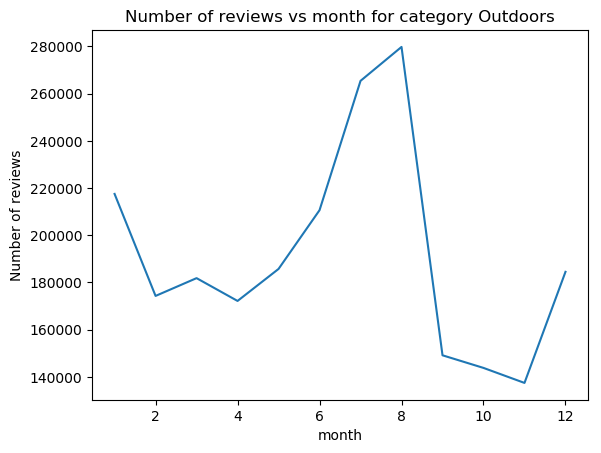 Number of reviews vs month for category Outdoors
280000
260000
240000
220000
200000
180000
160000
140000
Number of reviews
2 4 6 8 10 12
month